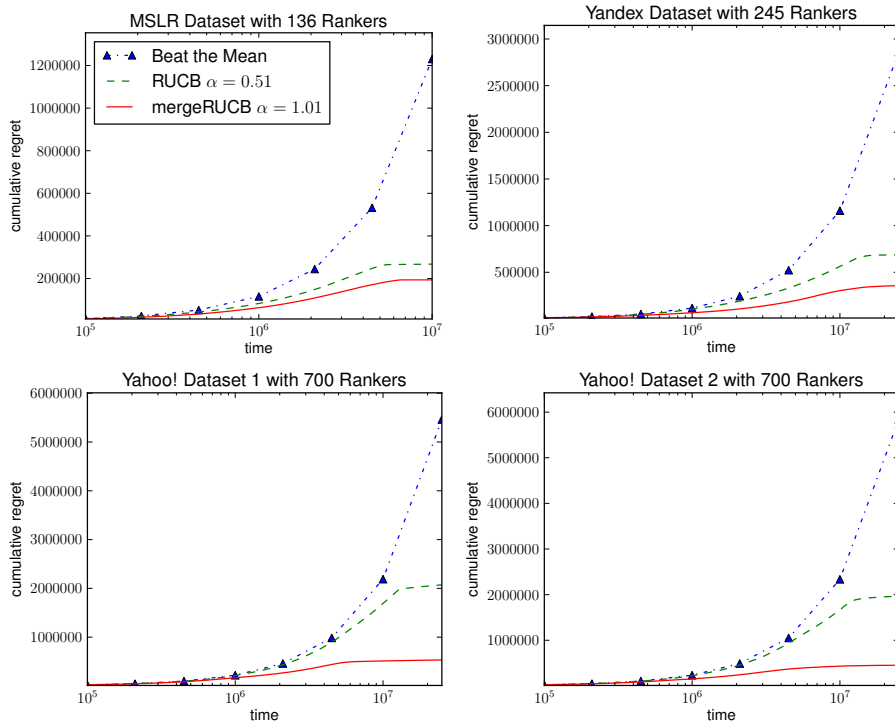 MSLR Dataset with 136 Rankers
Beat the Mean
RUCB α = 0.51
mergeRUCB α = 1.01
cumulative regret
1200000
1000000
800000
600000
400000
200000
10^5
10^6
10^7
time
Yandex Dataset with 245 Rankers
cumulative regret
3000000
2500000
2000000
1500000
1000000
500000
10^5
10^6
10^7
time
Yahoo! Dataset 1 with 700 Rankers
cumulative regret
6000000
5000000
4000000
3000000
2000000
1000000
10^5
10^6
10^7
time
Yahoo! Dataset 2 with 700 Rankers
cumulative regret
6000000
5000000
4000000
3000000
2000000
1000000
10^5
10^6
10^7
time